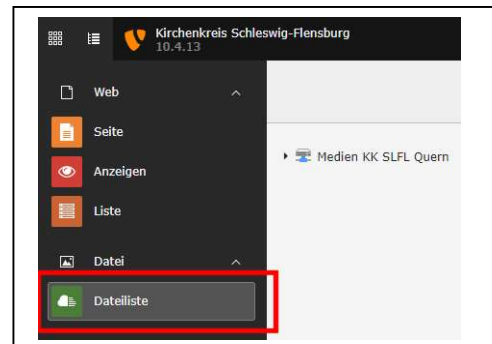 Kirchenkreis Schleswig-Flensburg
10.4.13
Web
Seite
Anzeigen
Liste
Medien KK SLFL Quern
Datei
Dateiliste